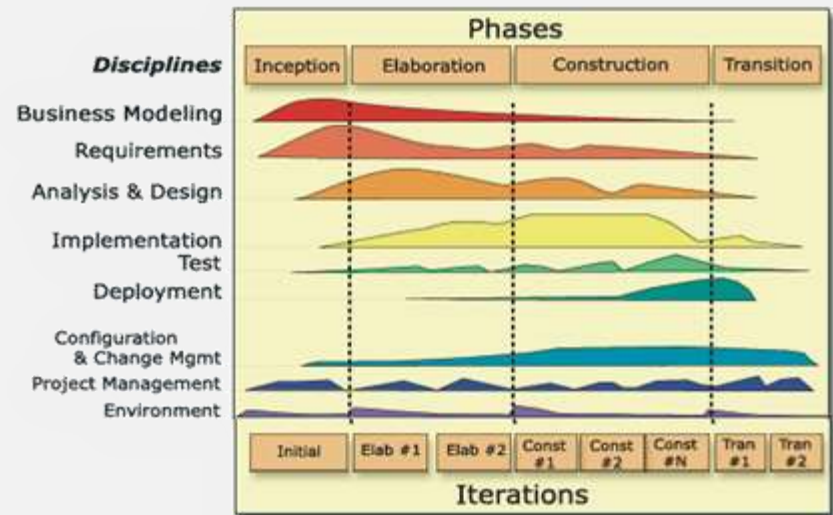 Phases
Disciplines Inception Elaboration Construction Transition
Business Modeling
Requirements
Analysis & Design
Implementation
Test
Deployment
Configuration
& Change Mgmt
Project Management
Environment
Initial Elab #1 Elab #2 Const #1 Const #2 Const #N Tran #1 Tran #2
Iterations